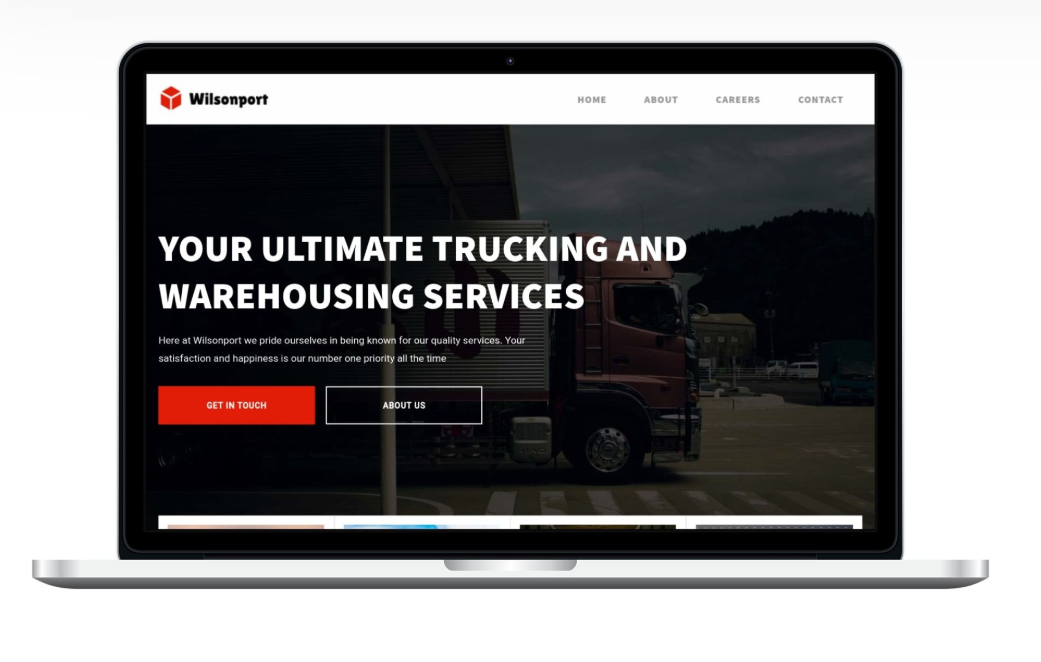 Wilsonport
HOME ABOUT CAREERS CONTACT
YOUR ULTIMATE TRUCKING AND
WAREHOUSING SERVICES
Here at Wilsonport we pride ourselves in being known for our quality services. Your
satisfaction and happiness is our number one priority all the time
GET IN TOUCH ABOUT US